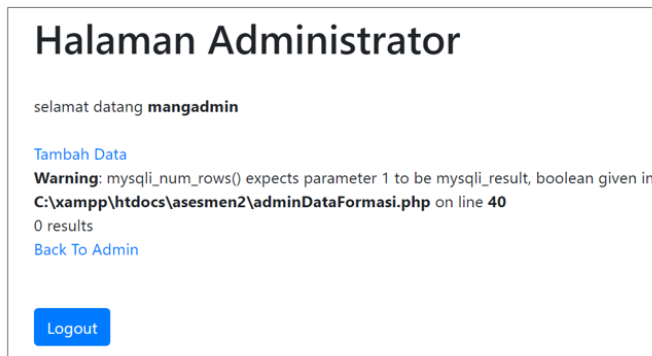 Halaman Administrator
selamat datang mangadmin
Tambah Data
Warning: mysqli_num_rows() expects parameter 1 to be mysqli_result, boolean given in
C:\xampp\htdocs\asesmen2\adminDataFormasi.php on line 40
0 results
Back To Admin
Logout